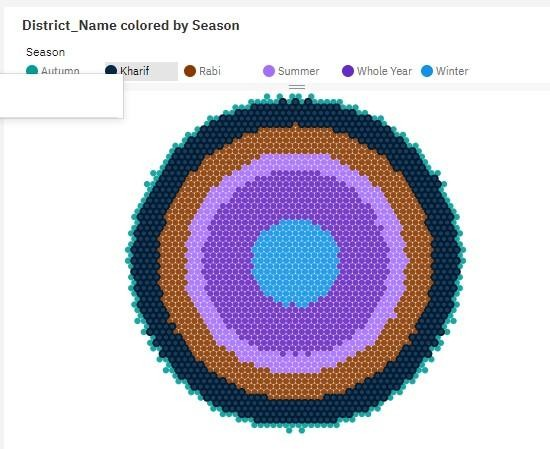 District_Name colored by Season
Season
Autumn Kharif Rabi Summer Whole Year Winter